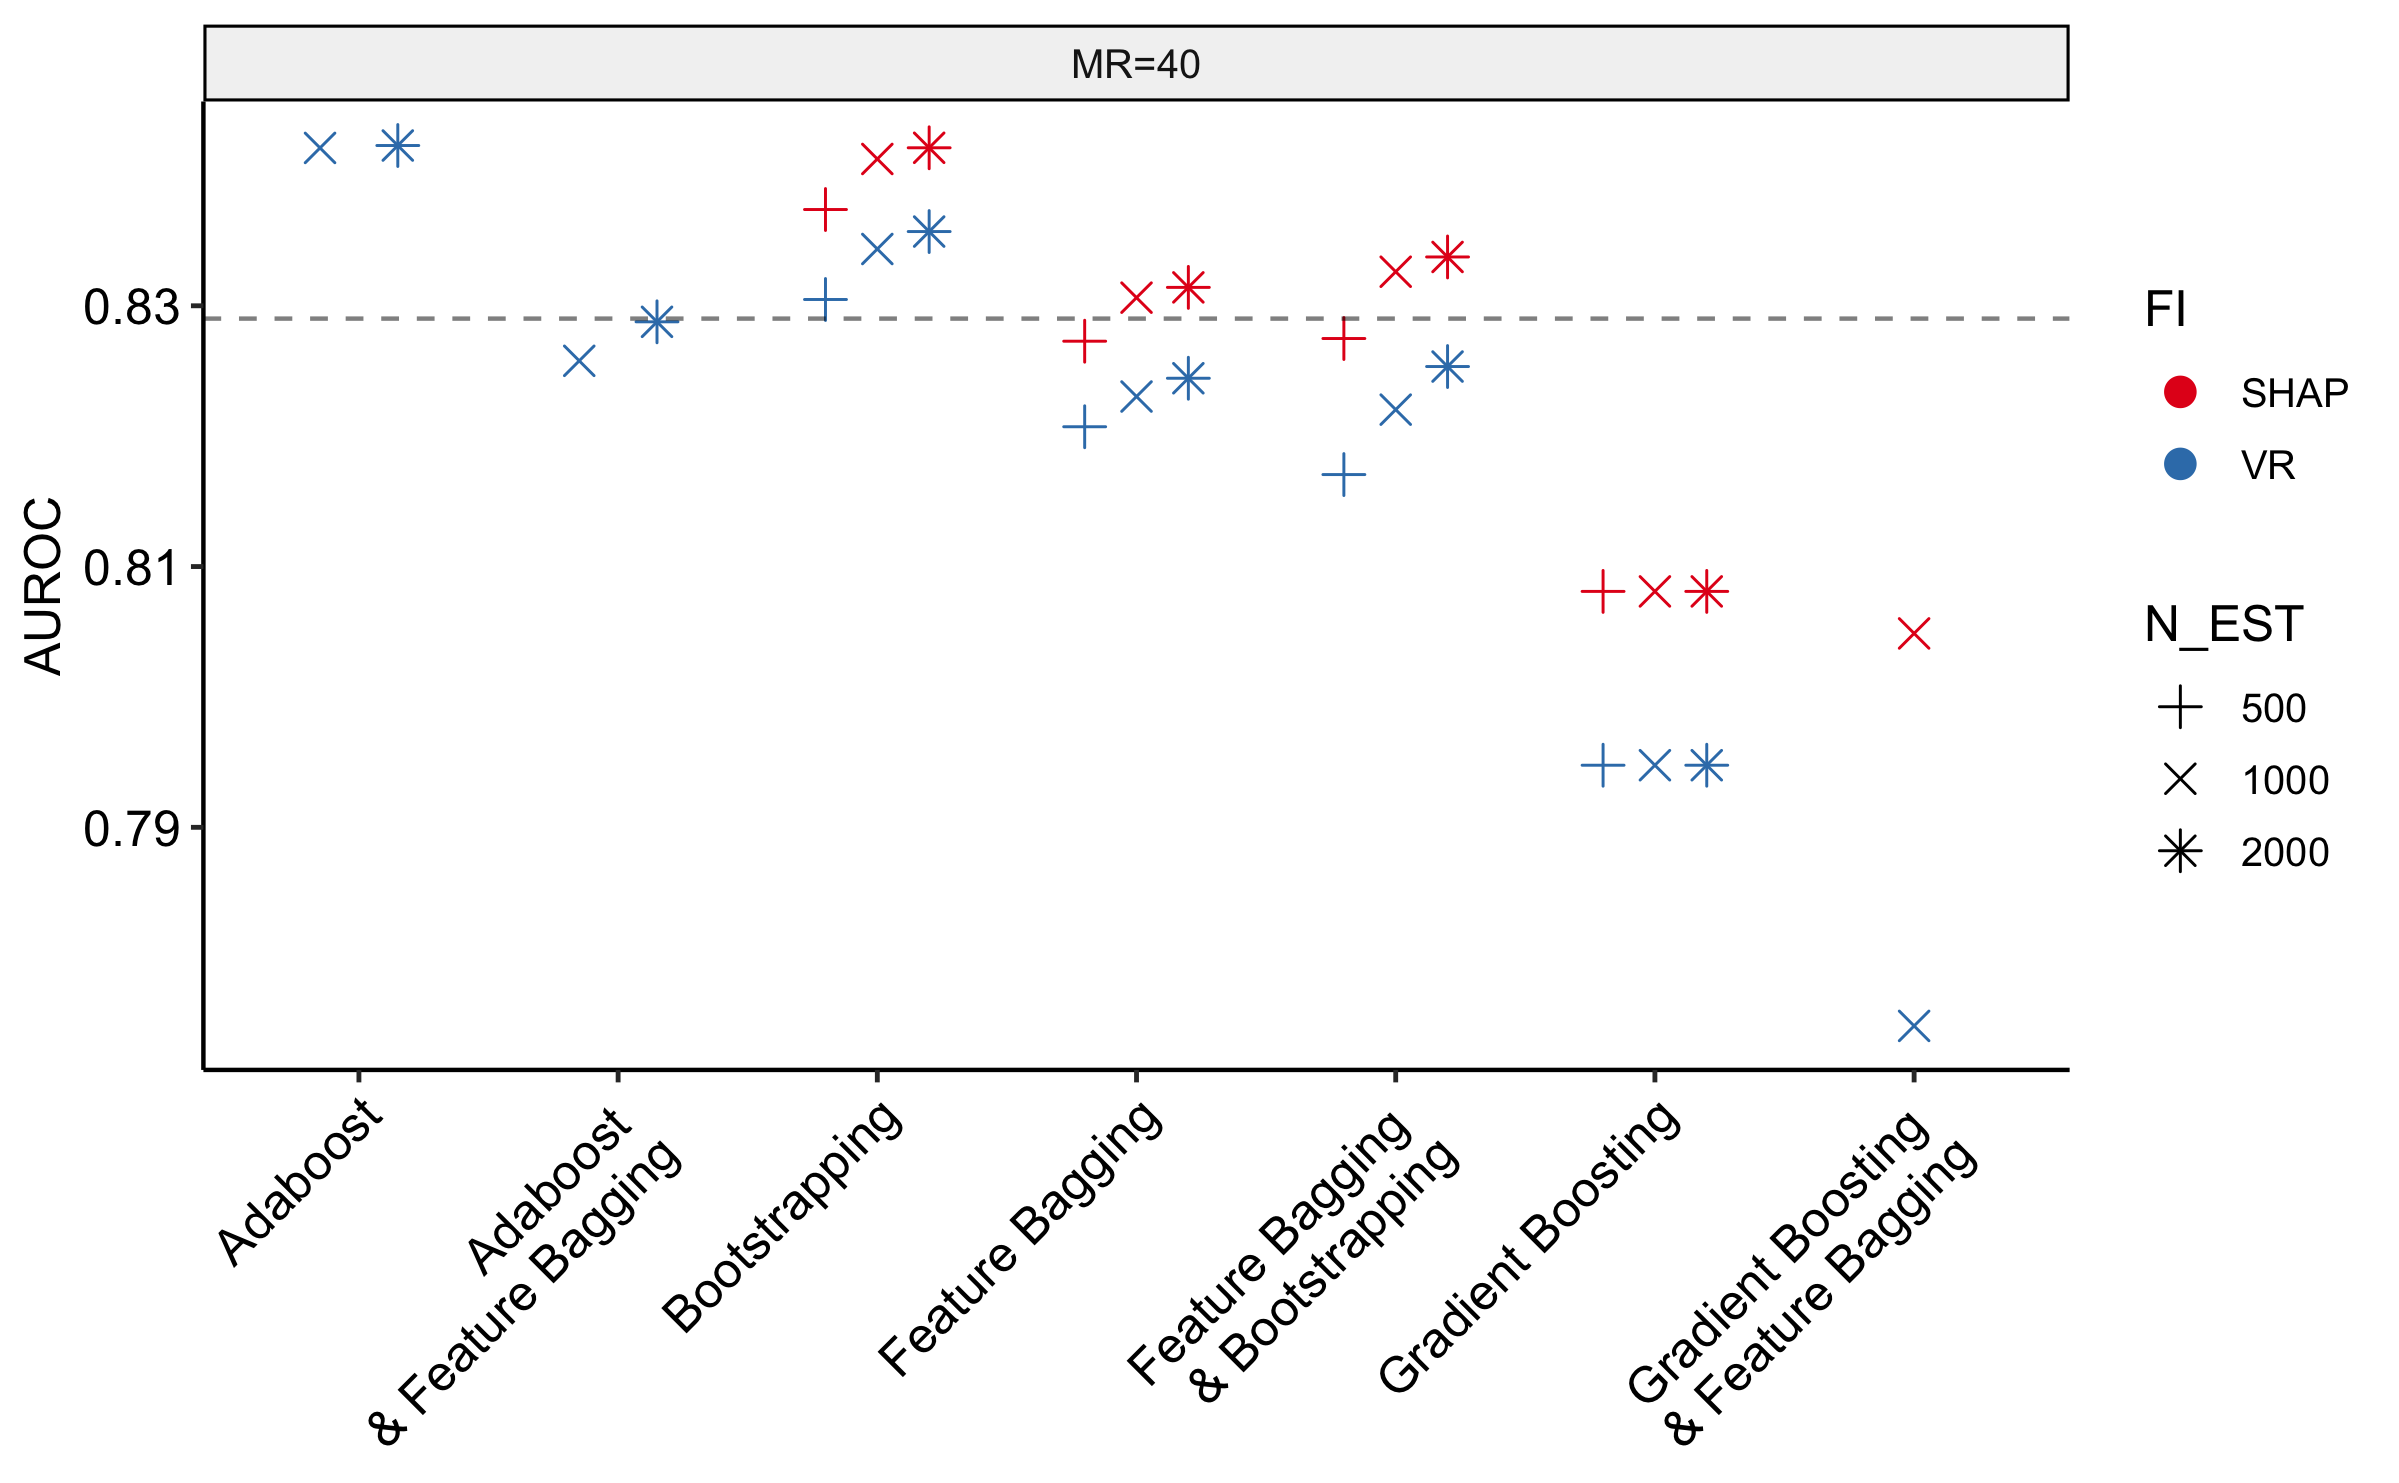 MR=40
AUROC
0.83
0.81
0.79
Adaboost
Adaboost
& Feature Bagging
Bootstrapping
Feature Bagging
Feature Bagging
& Bootstrapping
Gradient Boosting
Gradient Boosting
& Feature Bagging
FI
SHAP
VR
N_EST
500
1000
2000